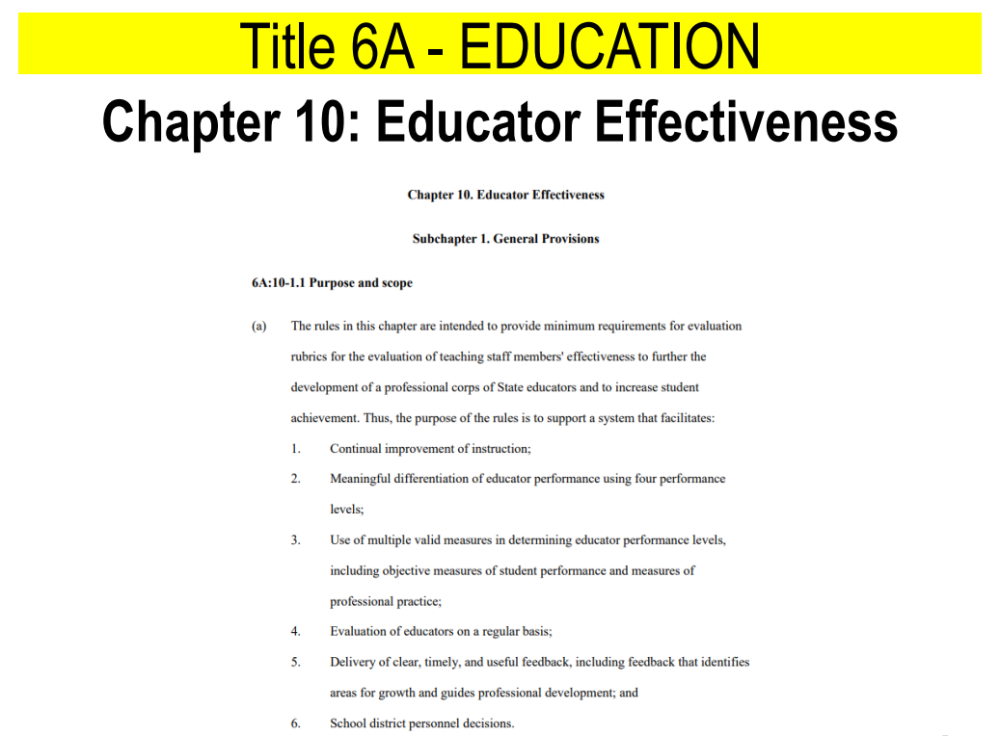 Title 6A - EDUCATION
Chapter 10: Educator Effectiveness
Chapter 10. Educator Effectiveness
Subchapter 1. General Provisions
6A:10-1.1 Purpose and scope
(a) The rules in this chapter are intended to provide minimum requirements for evaluation
rubrics for the evaluation of teaching staff members' effectiveness to further the
development of a professional corps of State educators and to increase student
achievement. Thus, the purpose of the rules is to support a system that facilitates:
1. Continual improvement of instruction;
2. Meaningful differentiation of educator performance using four performance
levels;
3. Use of multiple valid measures in determining educator performance levels,
including objective measures of student performance and measures of
professional practice;
4. Evaluation of educators on a regular basis;
5. Delivery of clear, timely, and useful feedback, including feedback that identifies
areas for growth and guides professional development; and
6. School district personnel decisions.